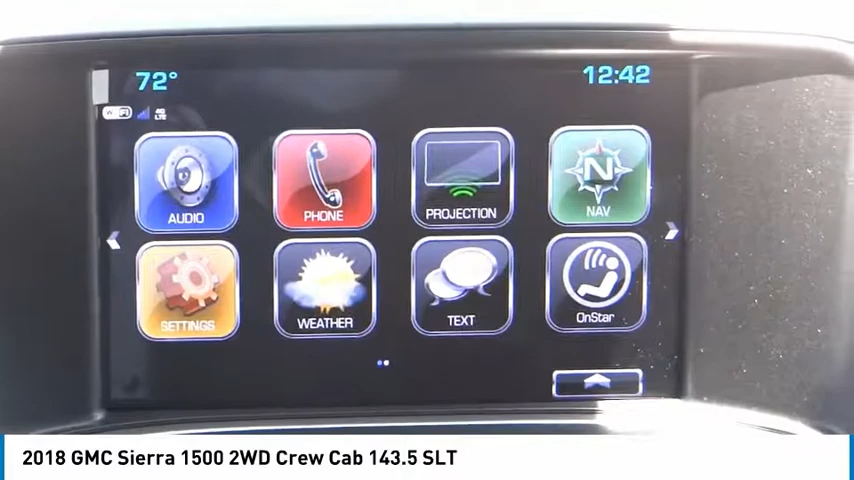 72°
12:42
4G
LTE
AUDIO
PHONE
PROJECTION
N
NAV
SETTINGS
WEATHER
TEXT
OnStar
2018 GMC Sierra 1500 2WD Crew Cab 143.5 SLT